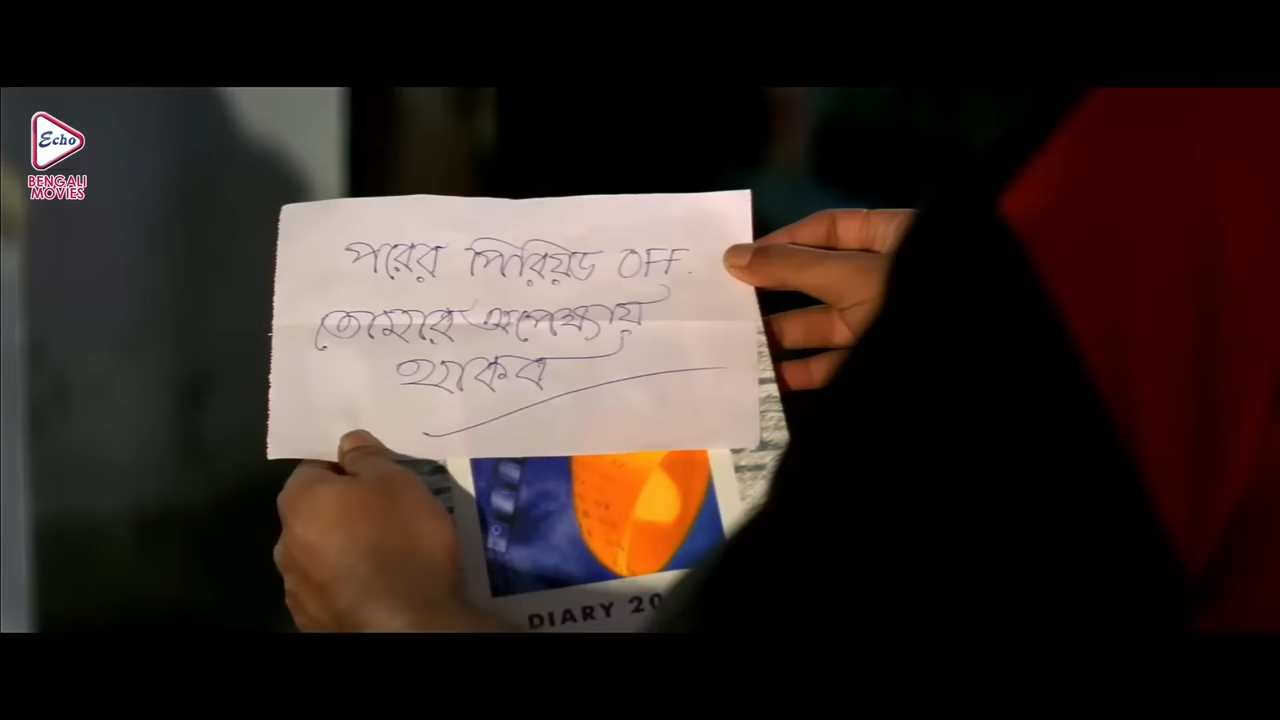 Echo
BENGALI
MOVIES
পরের পিরিয়ড OFF.
তোমার অপেক্ষায়
থাকব
DIARY 20